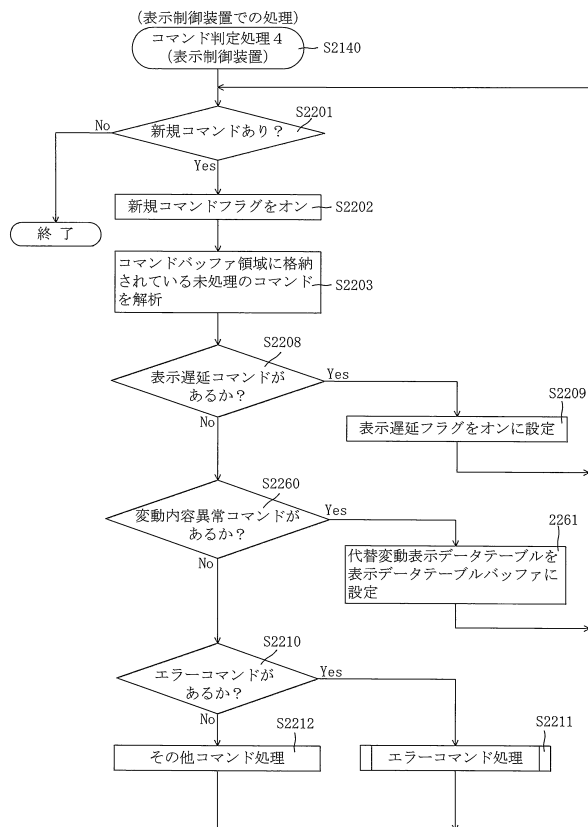 (表示制御装置での処理)
コマンド判定処理4
(表示制御装置)
S2140
S2201
新規コマンドあり?
No
Yes
新規コマンドフラグをオン
S2202
終了
コマンドバッファ領域に格納
されている未処理のコマンド
を解析
S2203
S2208
表示遅延コマンドが
あるか?
Yes
No
S2209
表示遅延フラグをオンに設定
S2260
変動内容異常コマンドが
あるか?
Yes
No
2261
代替変動表示データテーブルを
表示データテーブルバッファに
設定
S2210
エラーコマンドが
あるか?
Yes
No
S2212
その他コマンド処理
S2211
エラーコマンド処理